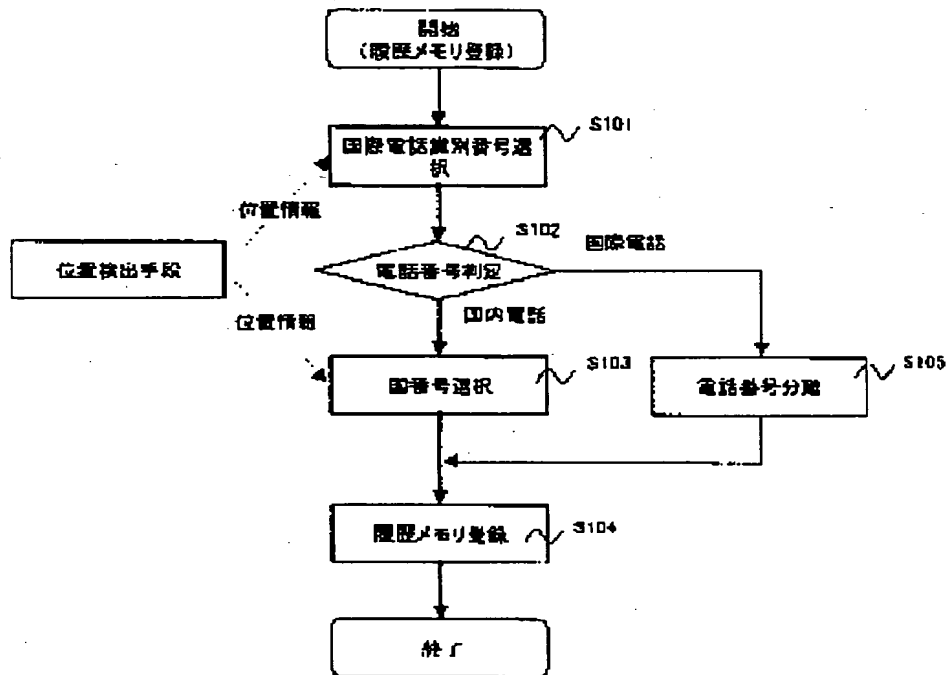 開始
(履歴メモリ登録)
国際電話識別番号選
択
S101
位置情報
S102
国際電話
位置検出手段
電話番号判定
国内電話
位置情報
国番号選択
S103
電話番号分離
S105
履歴メモリ登録
S104
終了